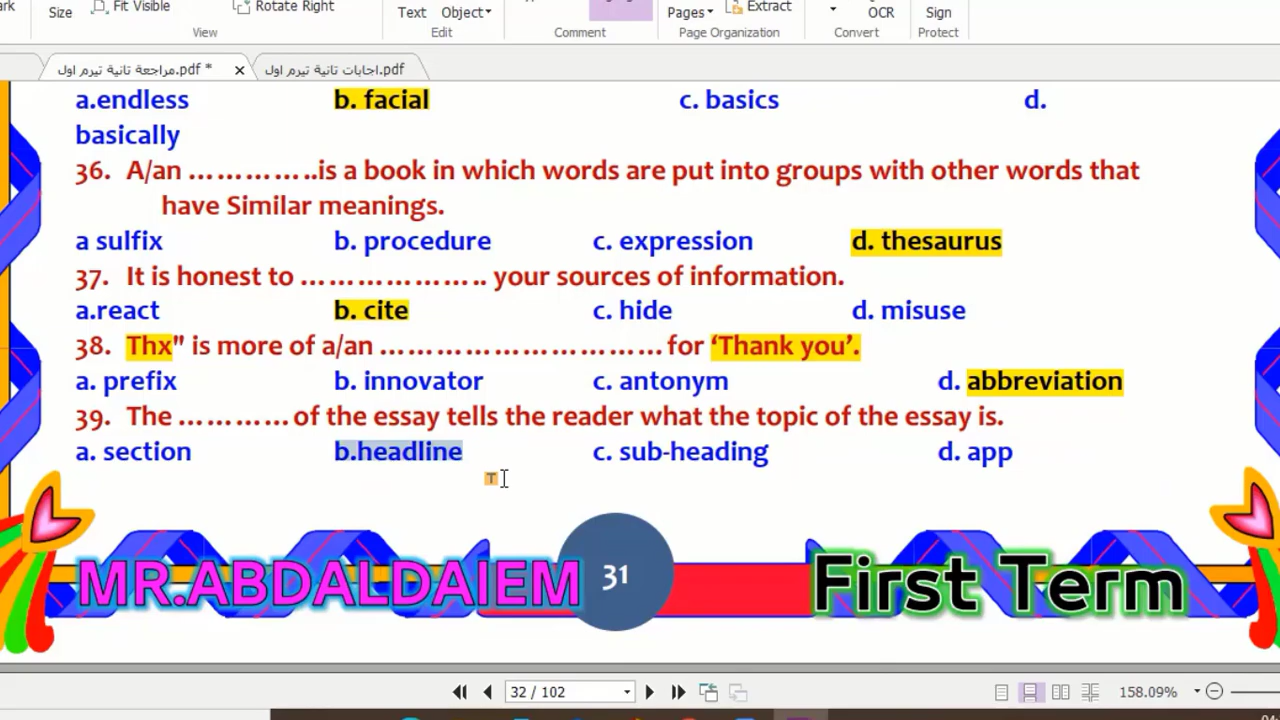 Size Fit Visible Rotate Right Text Object Pages Extract OCR Sign
View Edit Comment Page Organization Convert Protect
مراجعة تانية تيرم اول.pdf * اجابات تانية تيرم اول.pdf
a.endless b. facial c. basics d.
basically
36. A/an …………..is a book in which words are put into groups with other words that
have Similar meanings.
a sulfix b. procedure c. expression d. thesaurus
37. It is honest to ……………….. your sources of information.
a.react b. cite c. hide d. misuse
38. Thx" is more of a/an ………………………… for ‘Thank you’.
a. prefix b. innovator c. antonym d. abbreviation
39. The ………… of the essay tells the reader what the topic of the essay is.
a. section b.headline c. sub-heading d. app
MR.ABDALDAIEM 31 First Term
32 / 102 158.09%